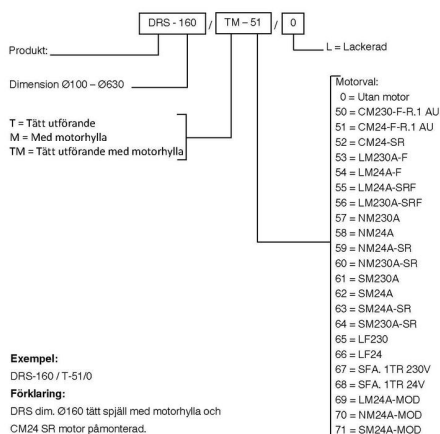 DRS - 160 / TM – 51 / 0
Produkt:
L = Lackerad
Dimension Ø100 – Ø630
T = Tätt utförande
M = Med motorhylla
TM = Tätt utförande med motorhylla
Motorval:
0 = Utan motor
50 = CM230-F-R.1 AU
51 = CM24-F-R.1 AU
52 = CM24-SR
53 = LM230A-F
54 = LM24A-F
55 = LM24A-SRF
56 = LM230A-SRF
57 = NM230A
58 = NM24A
59 = NM24A-SR
60 = NM230A-SR
61 = SM230A
62 = SM24A
63 = SM24A-SR
64 = SM230A-SR
65 = LF230
66 = LF24
67 = SFA. 1TR 230V
68 = SFA. 1TR 24V
69 = LM24A-MOD
70 = NM24A-MOD
71 = SM24A-MOD
Exempel:
DRS-160 / T-51/0
Förklaring:
DRS dim. Ø160 tätt spjäll med motorhylla och
CM24 SR motor påmonterad.